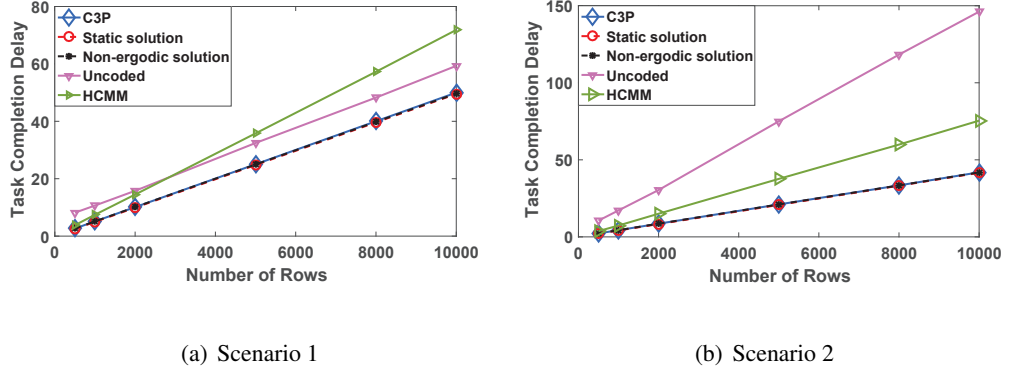 80
60
40
20
0
Task Completion Delay
C3P
Static solution
Non-ergodic solution
Uncoded
HCMM
0 2000 4000 6000 8000 10000
Number of Rows
(a) Scenario 1
150
100
50
0
Task Completion Delay
C3P
Static solution
Non-ergodic solution
Uncoded
HCMM
0 2000 4000 6000 8000 10000
Number of Rows
(b) Scenario 2